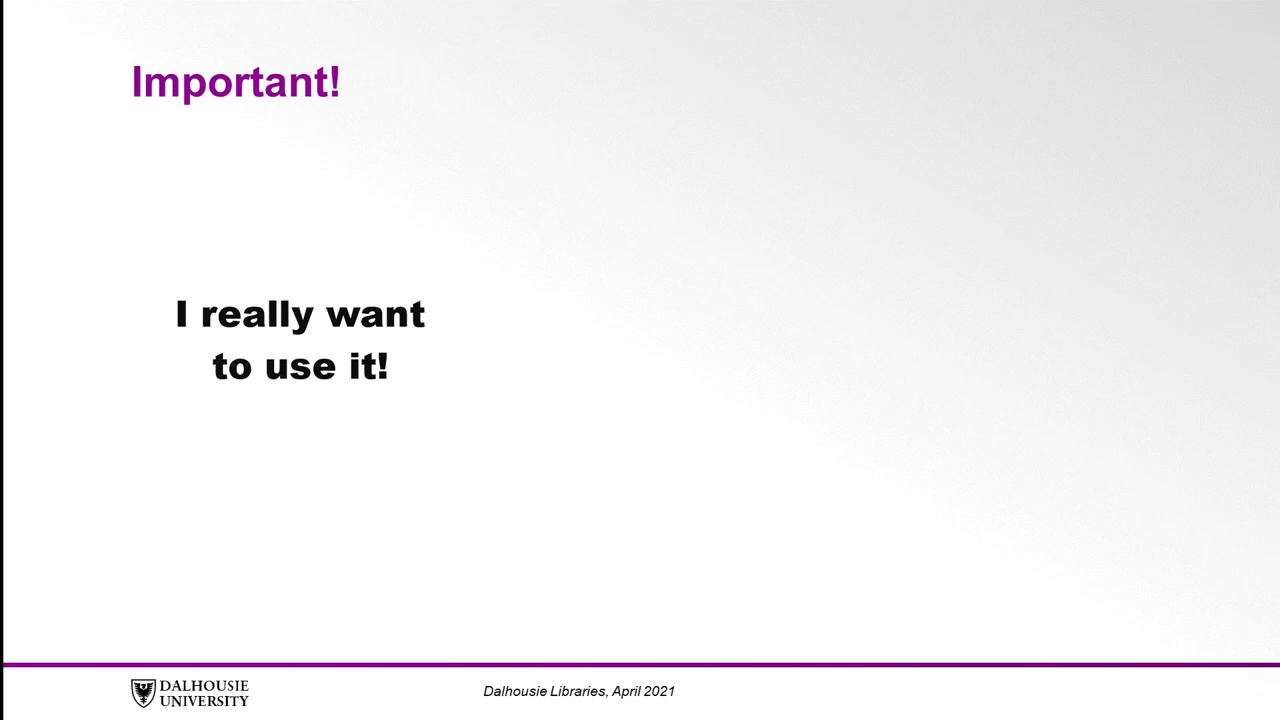 Important!
I really want
to use it!
DALHOUSIE
UNIVERSITY
Dalhousie Libraries, April 2021